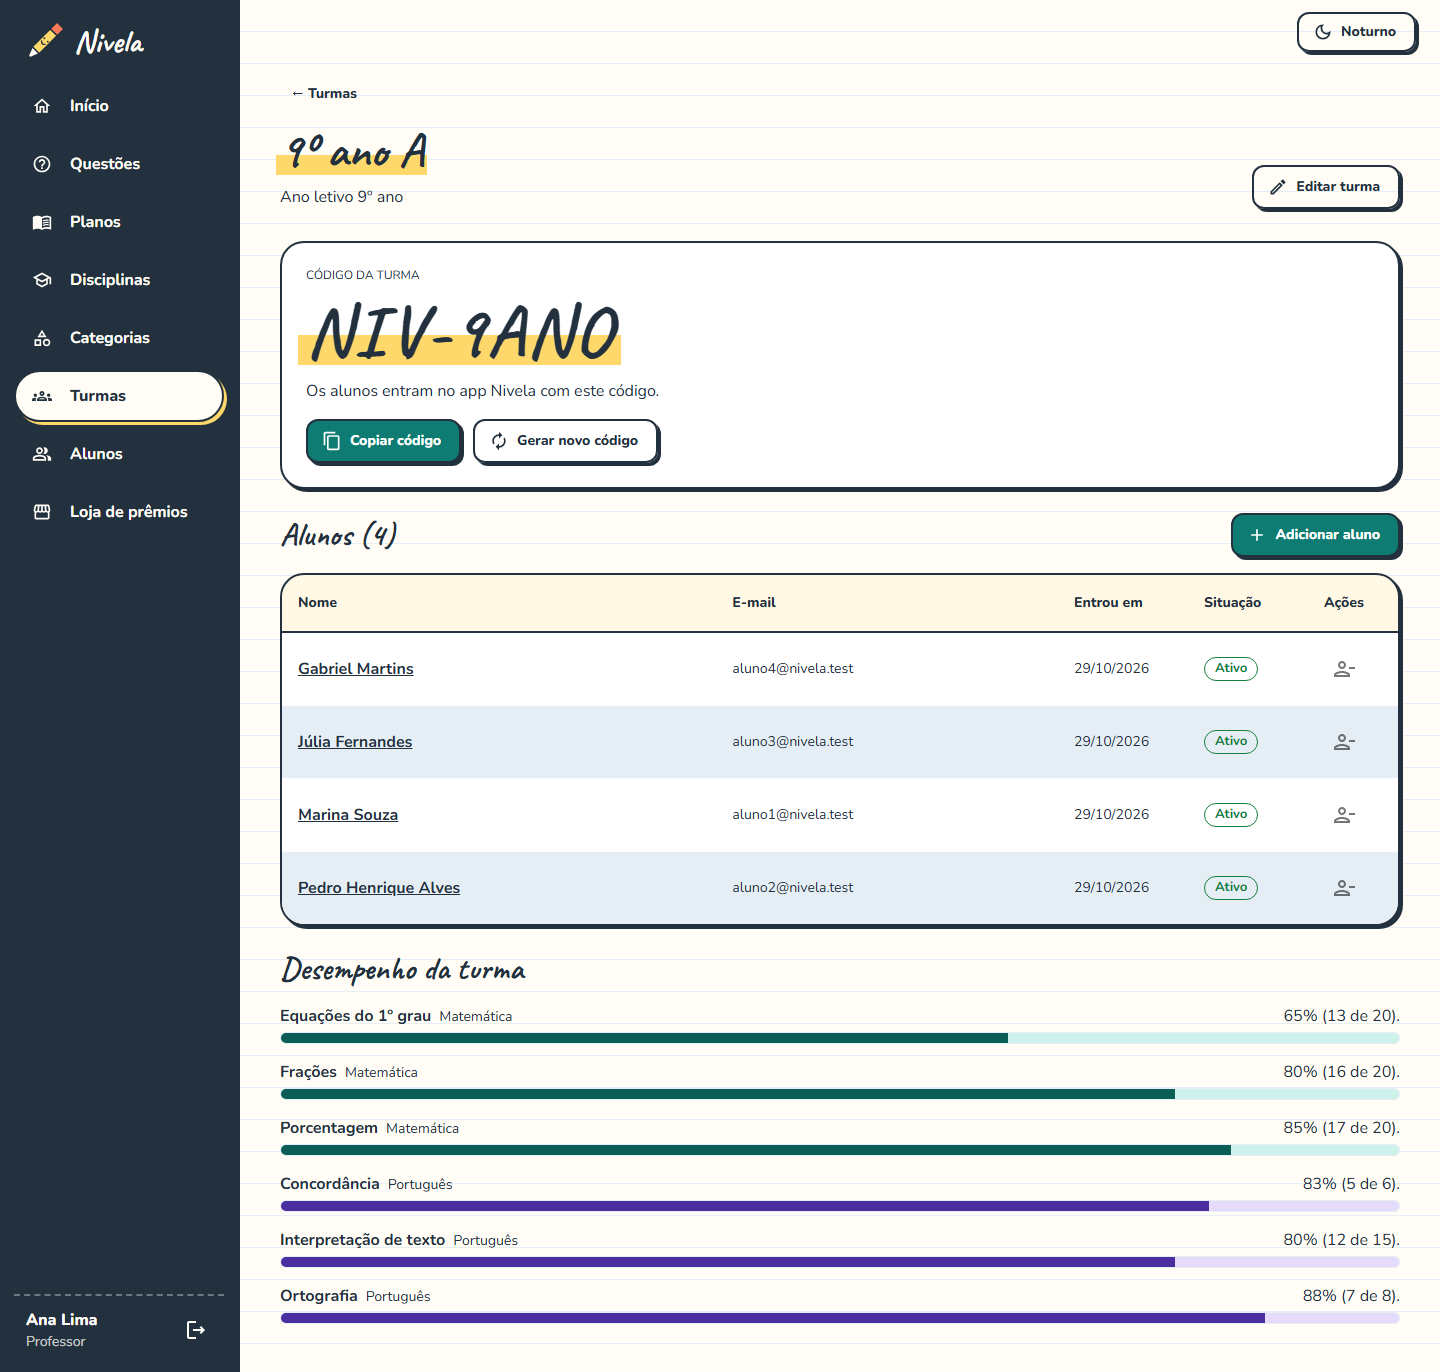 Nivela
Início
Questões
Planos
Disciplinas
Categorias
Turmas
Alunos
Loja de prêmios
Ana Lima
Professor
Noturno
← Turmas
9º ano A
Ano letivo 9º ano
Editar turma
CÓDIGO DA TURMA
NIV-9ANO
Os alunos entram no app Nivela com este código.
Copiar código
Gerar novo código
Alunos (4)
Adicionar aluno
Nome E-mail Entrou em Situação Ações
Gabriel Martins aluno4@nivela.test 29/10/2026 Ativo
Júlia Fernandes aluno3@nivela.test 29/10/2026 Ativo
Marina Souza aluno1@nivela.test 29/10/2026 Ativo
Pedro Henrique Alves aluno2@nivela.test 29/10/2026 Ativo
Desempenho da turma
Equações do 1º grau Matemática 65% (13 de 20).
Frações Matemática 80% (16 de 20).
Porcentagem Matemática 85% (17 de 20).
Concordância Português 83% (5 de 6).
Interpretação de texto Português 80% (12 de 15).
Ortografia Português 88% (7 de 8).